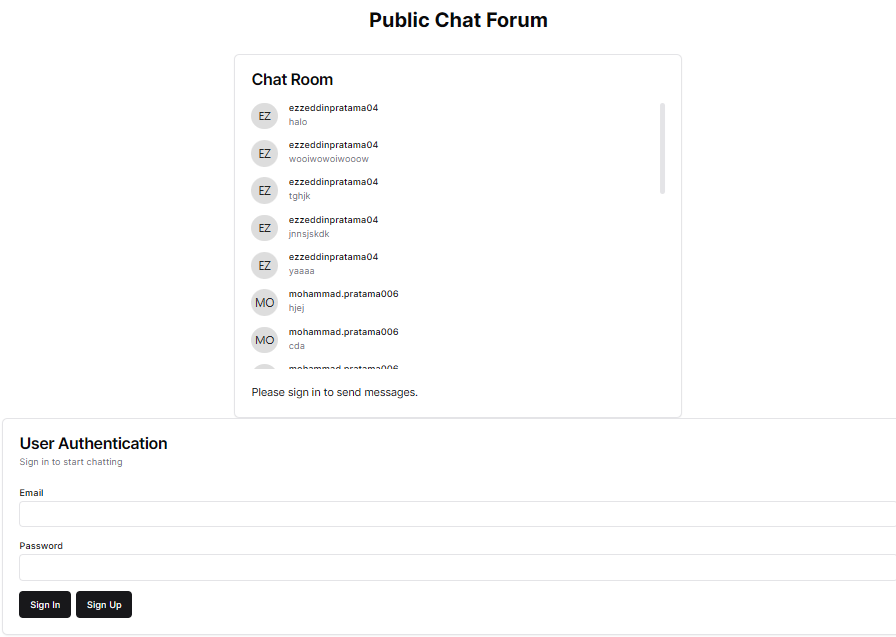 Public Chat Forum
Chat Room
EZ
ezzeddinpratama04
halo
EZ
ezzeddinpratama04
wooiwowoiwooow
EZ
ezzeddinpratama04
tghjk
EZ
ezzeddinpratama04
jnnsjskdk
EZ
ezzeddinpratama04
yaaaa
MO
mohammad.pratama006
hjej
MO
mohammad.pratama006
cda
mohammad.pratama006
Please sign in to send messages.
User Authentication
Sign in to start chatting
Email
Password
Sign In Sign Up